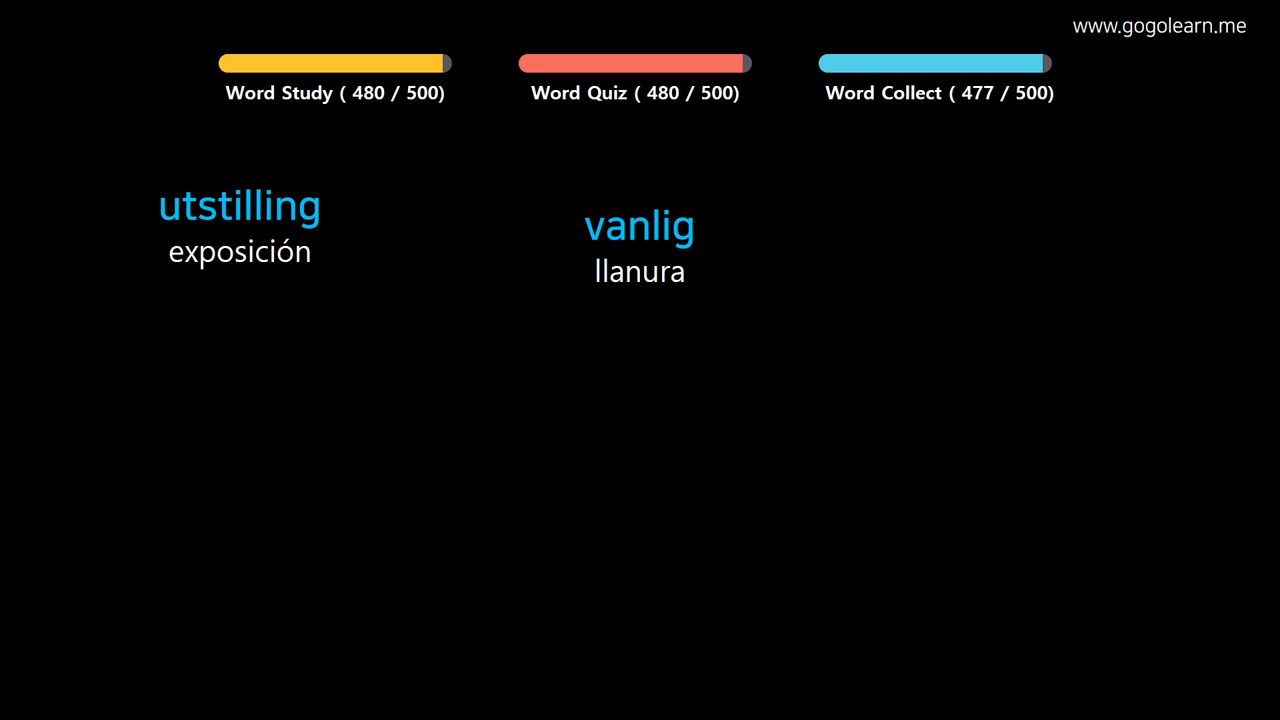 www.gogolearn.me
Word Study ( 480 / 500)
Word Quiz ( 480 / 500)
Word Collect ( 477 / 500)
utstilling
exposición
vanlig
llanura